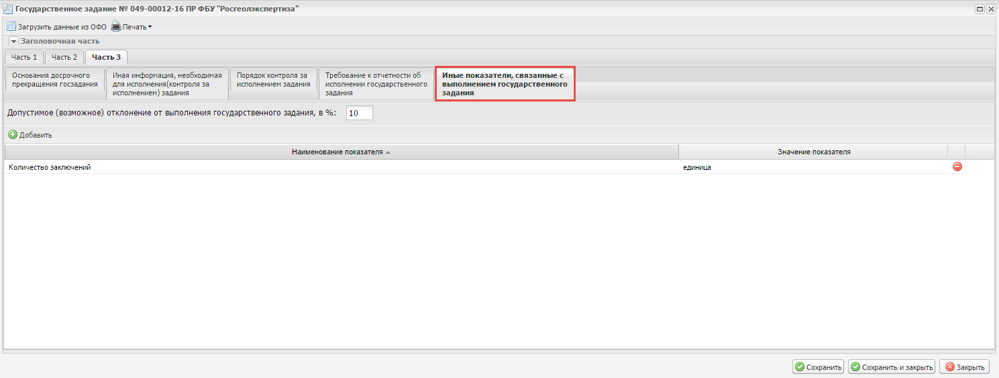 Государственное задание № 049-00012-16 ПР ФБУ "Росгеолэкспертиза"
Загрузить данные из ОФО Печать
Заголовочная часть
Часть 1 Часть 2 Часть 3
Основания досрочного
прекращения госзадания
Иная информация, необходимая
для исполнения(контроля за
исполнением) задания
Порядок контроля за
исполнением задания
Требование к отчетности об
исполнении государственного
задания
Иные показатели, связанные с
выполнением государственного
задания
Допустимое (возможное) отклонение от выполнения государственного задания, в %: 10
Добавить
Наименование показателя Значение показателя
Количество заключений единица
Сохранить Сохранить и закрыть Закрыть